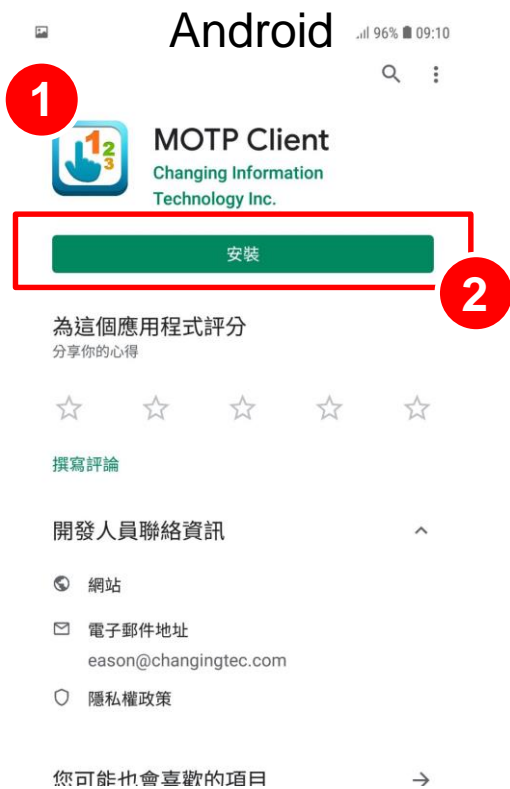 Android
96% 09:10
1
123
MOTP Client
Changing Information
Technology Inc.
安裝
2
為這個應用程式評分
分享你的心得
撰寫評論
開發人員聯絡資訊
網站
電子郵件地址
eason@changingtec.com
隱私權政策
您可能也會喜歡的項目